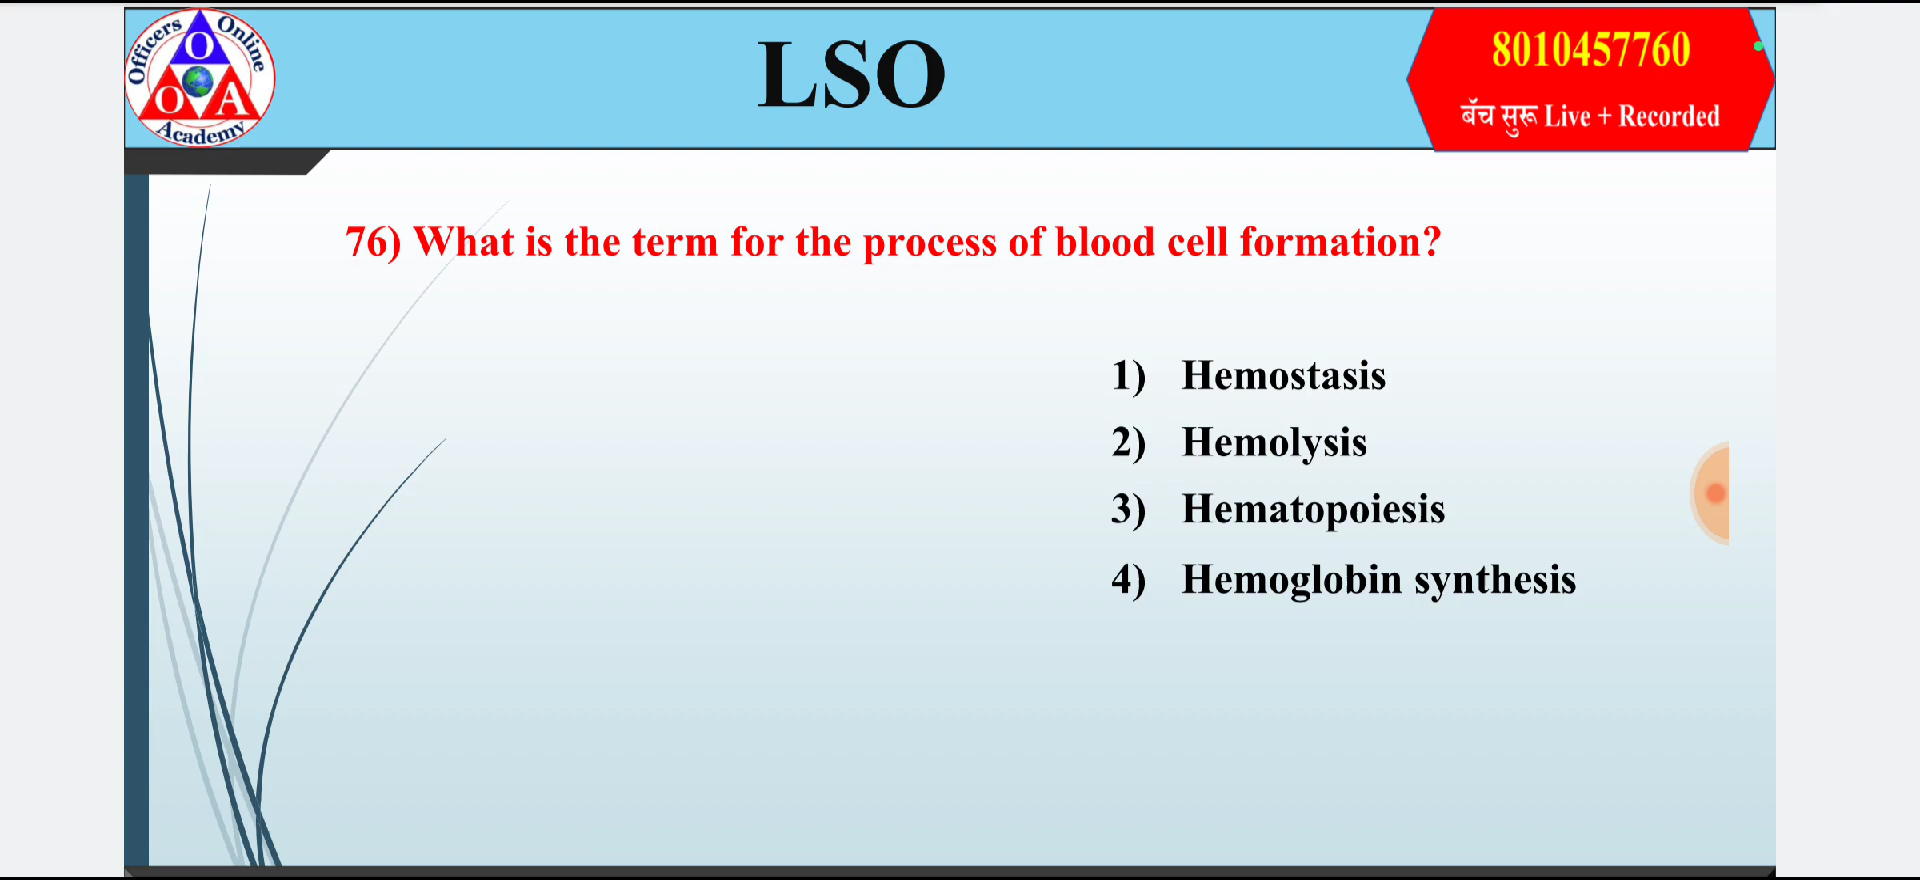 Officers Online
O
O A
Academy
LSO
8010457760
बॅच सुरू Live + Recorded
76) What is the term for the process of blood cell formation?
1) Hemostasis
2) Hemolysis
3) Hematopoiesis
4) Hemoglobin synthesis